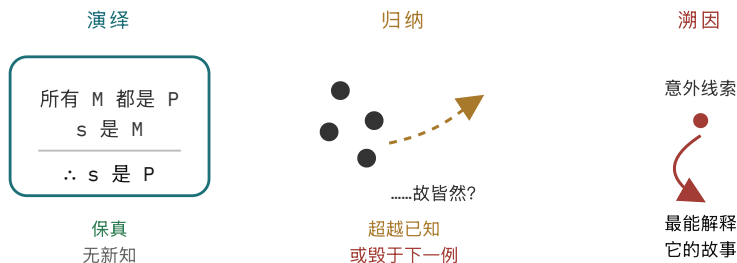 演绎
所有 M 都是 P
s 是 M
∴ s 是 P
保真
无新知
归纳
……故皆然?
超越已知
或毁于下一例
溯因
意外线索
最能解释
它的故事